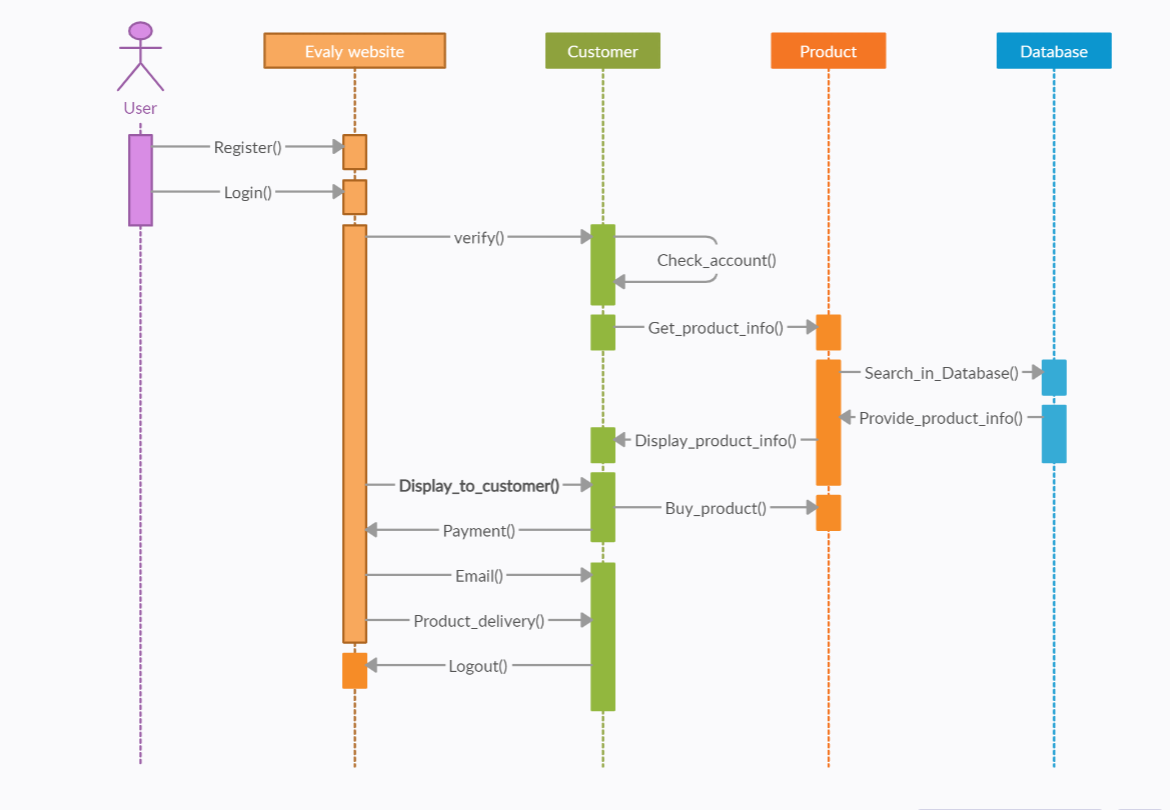 Evaly website
Customer
Product
Database
User
Register()
Login()
verify()
Check_account()
Get_product_info()
Search_in_Database()
Provide_product_info()
Display_product_info()
Display_to_customer()
Buy_product()
Payment()
Email()
Product_delivery()
Logout()